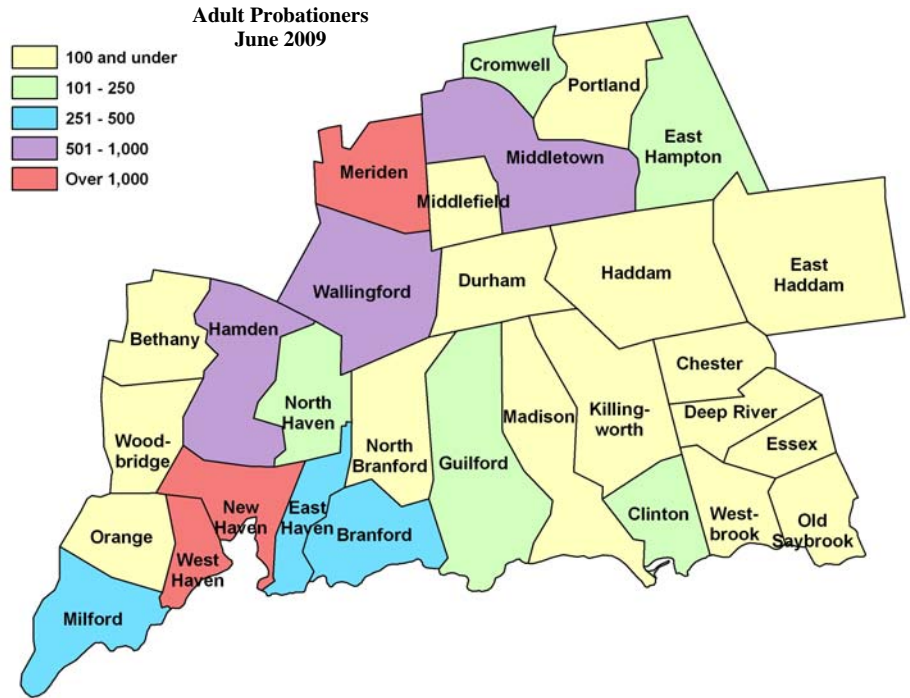 Adult Probationers
June 2009
100 and under
101 - 250
251 - 500
501 - 1,000
Over 1,000
Cromwell
Portland
East
Hampton
Middletown
Meriden
Middlefield
Wallingford
Durham
Haddam
East
Haddam
Bethany
Hamden
North
Haven
Chester
Deep River
Essex
Killing-
worth
Madison
Guilford
North
Branford
Wood-
bridge
New
Haven
East
Haven
Branford
Clinton
West-
brook
Old
Saybrook
Orange
West
Haven
Milford